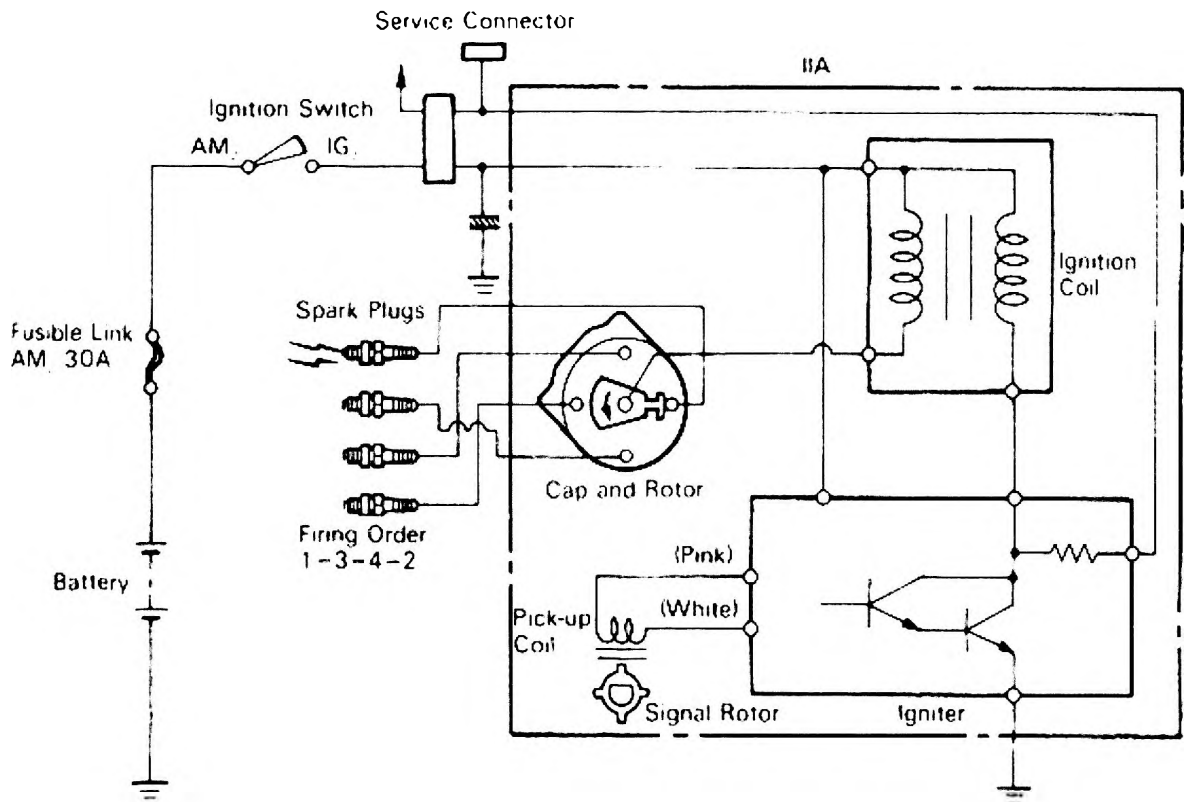 Service Connector
IIA
Ignition Switch
AM.
IG.
Ignition
Coil
Spark Plugs
Fusible Link
AM. 30A
Cap and Rotor
Firing Order
1-3-4-2
(Pink)
Battery
(White)
Pick-up
Coil
Signal Rotor
Igniter